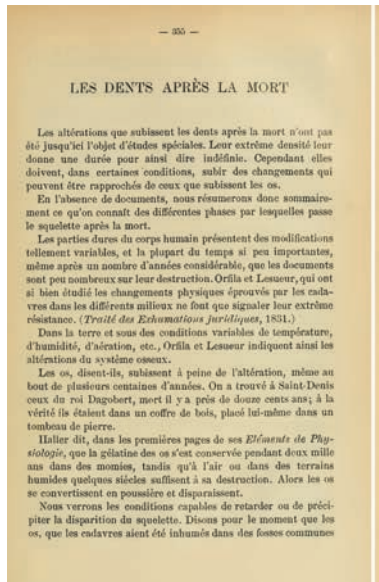 — 355 —
LES DENTS APRÈS LA MORT
Les altérations que subissent les dents après la mort n'ont pas
été jusqu'ici l'objet d'études spéciales. Leur extrême densité leur
donne une durée pour ainsi dire indéfinie. Cependant elles
doivent, dans certaines conditions, subir des changements qui
peuvent être rapprochés de ceux que subissent les os.
En l'absence de documents, nous résumerons donc sommaire-
ment ce qu'on connaît des différentes phases par lesquelles passe
le squelette après la mort.
Les parties dures du corps humain présentent des modifications
tellement variables, et la plupart du temps si peu importantes,
même après un nombre d'années considérable, que les documents
sont peu nombreux sur leur destruction. Orfila et Lesueur, qui ont
si bien étudié les changements physiques éprouvés par les cada-
vres dans les différents milieux ne font que signaler leur extrême
résistance. (Traité des Exhumations juridiques, 1831.)
Dans la terre et sous des conditions variables de température,
d'humidité, d'aération, etc., Orfila et Lesueur indiquent ainsi les
altérations du système osseux.
Les os, disent-ils, subissent à peine de l'altération, même au
bout de plusieurs centaines d'années. On a trouvé à Saint-Denis
ceux du roi Dagobert, mort il y a près de douze cents ans ; à la
vérité ils étaient dans un coffre de bois, placé lui-même dans un
tombeau de pierre.
Haller dit, dans les premières pages de ses Eléments de Phy-
siologie, que la gélatine des os s'est conservée pendant deux mille
ans dans des momies, tandis qu'à l'air ou dans des terrains
humides quelques siècles suffisent à sa destruction. Alors les os
se convertissent en poussière et disparaissent.
Nous verrons les conditions capables de retarder ou de préci-
piter la disparition du squelette. Disons pour le moment que les
os, que les cadavres aient été inhumés dans des fosses communes